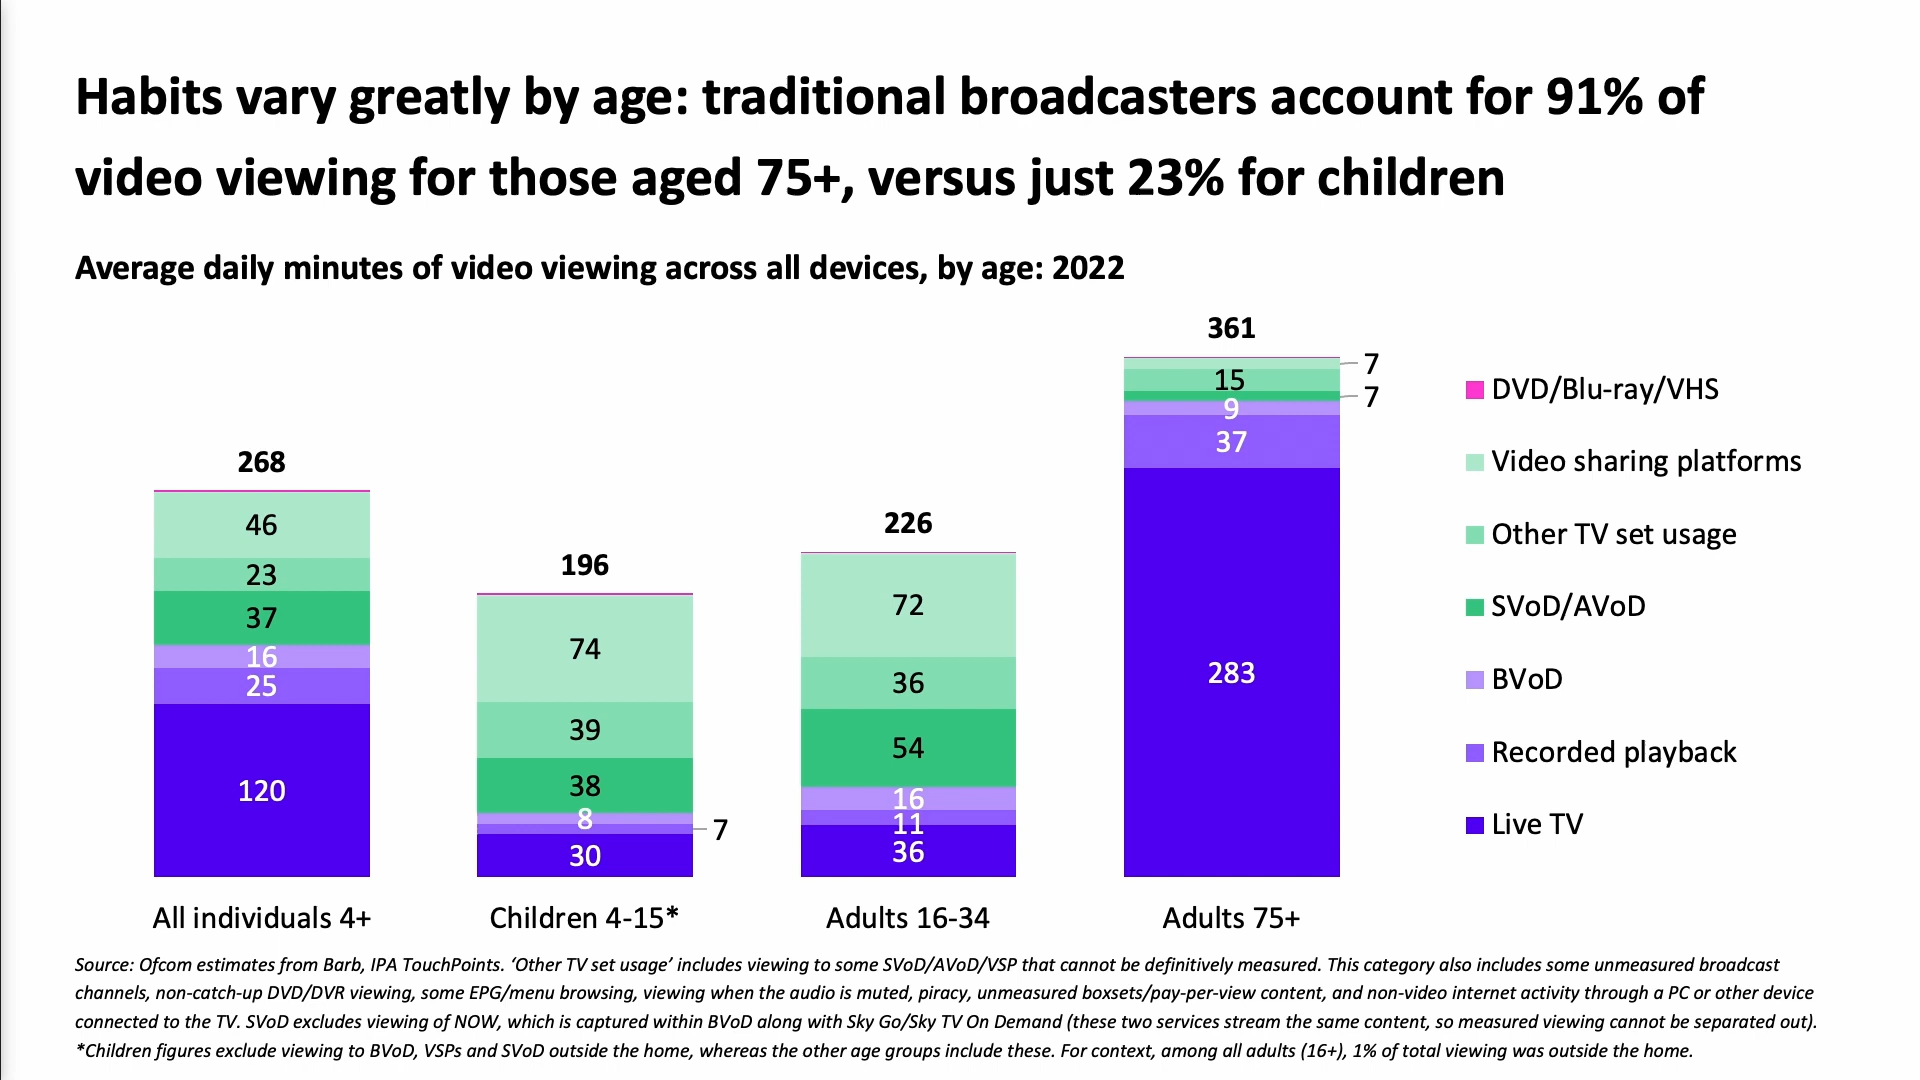 Habits vary greatly by age: traditional broadcasters account for 91% of
video viewing for those aged 75+, versus just 23% for children
Average daily minutes of video viewing across all devices, by age: 2022
268
46
23
37
16
25
120
All individuals 4+
196
74
39
38
8
7
30
Children 4-15*
226
72
36
54
16
11
36
Adults 16-34
361
7
15
7
9
37
283
Adults 75+
DVD/Blu-ray/VHS
Video sharing platforms
Other TV set usage
SVoD/AVoD
BVoD
Recorded playback
Live TV
Source: Ofcom estimates from Barb, IPA TouchPoints. ‘Other TV set usage’ includes viewing to some SVoD/AVoD/VSP that cannot be definitively measured. This category also includes some unmeasured broadcast
channels, non-catch-up DVD/DVR viewing, some EPG/menu browsing, viewing when the audio is muted, piracy, unmeasured boxsets/pay-per-view content, and non-video internet activity through a PC or other device
connected to the TV. SVoD excludes viewing of NOW, which is captured within BVoD along with Sky Go/Sky TV On Demand (these two services stream the same content, so measured viewing cannot be separated out).
*Children figures exclude viewing to BVoD, VSPs and SVoD outside the home, whereas the other age groups include these. For context, among all adults (16+), 1% of total viewing was outside the home.